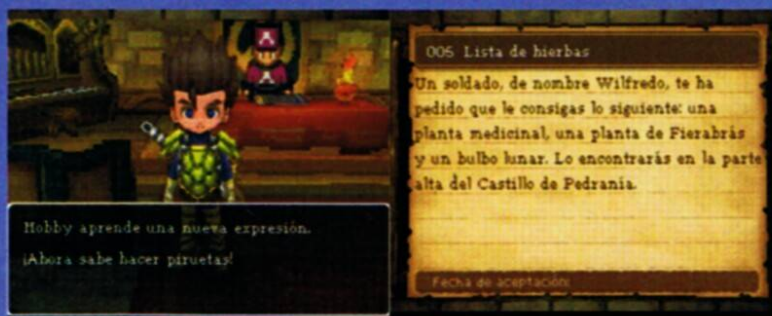 005 Lista de hierbas
Un soldado, de nombre Wilfredo, te ha
pedido que le consigas lo siguiente: una
planta medicinal, una planta de Fierabrás
y un bulbo lunar. Lo encontrarás en la parte
alta del Castillo de Pedranía.
Fecha de aceptación:
Mobby aprende una nueva expresión.
¡Ahora sabe hacer piruetas!